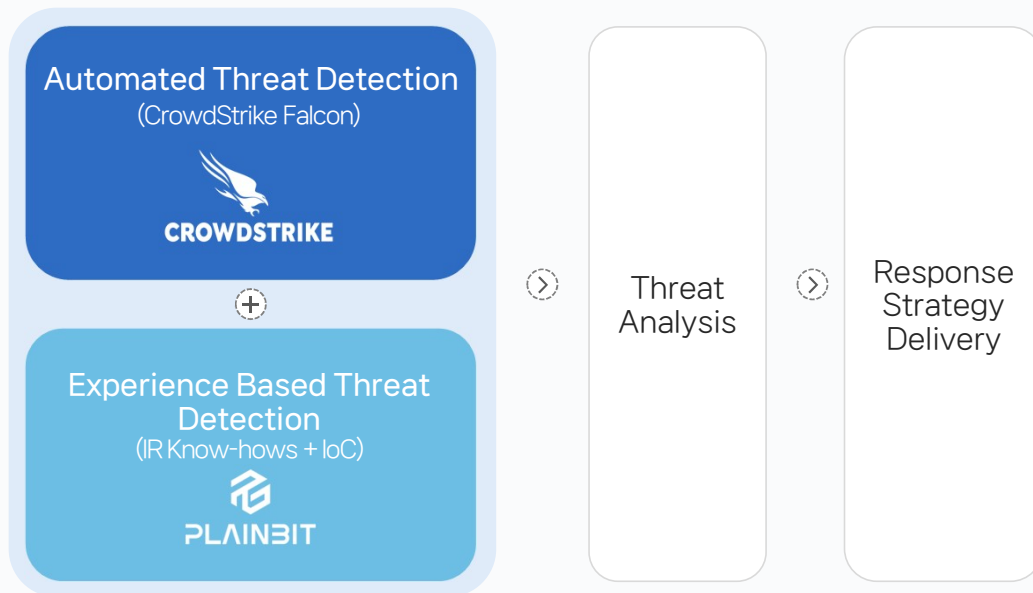 Automated Threat Detection
(CrowdStrike Falcon)
CROWDSTRIKE
+
Experience Based Threat
Detection
(IR Know-hows + IoC)
PLAINBIT
Threat
Analysis
Response
Strategy
Delivery